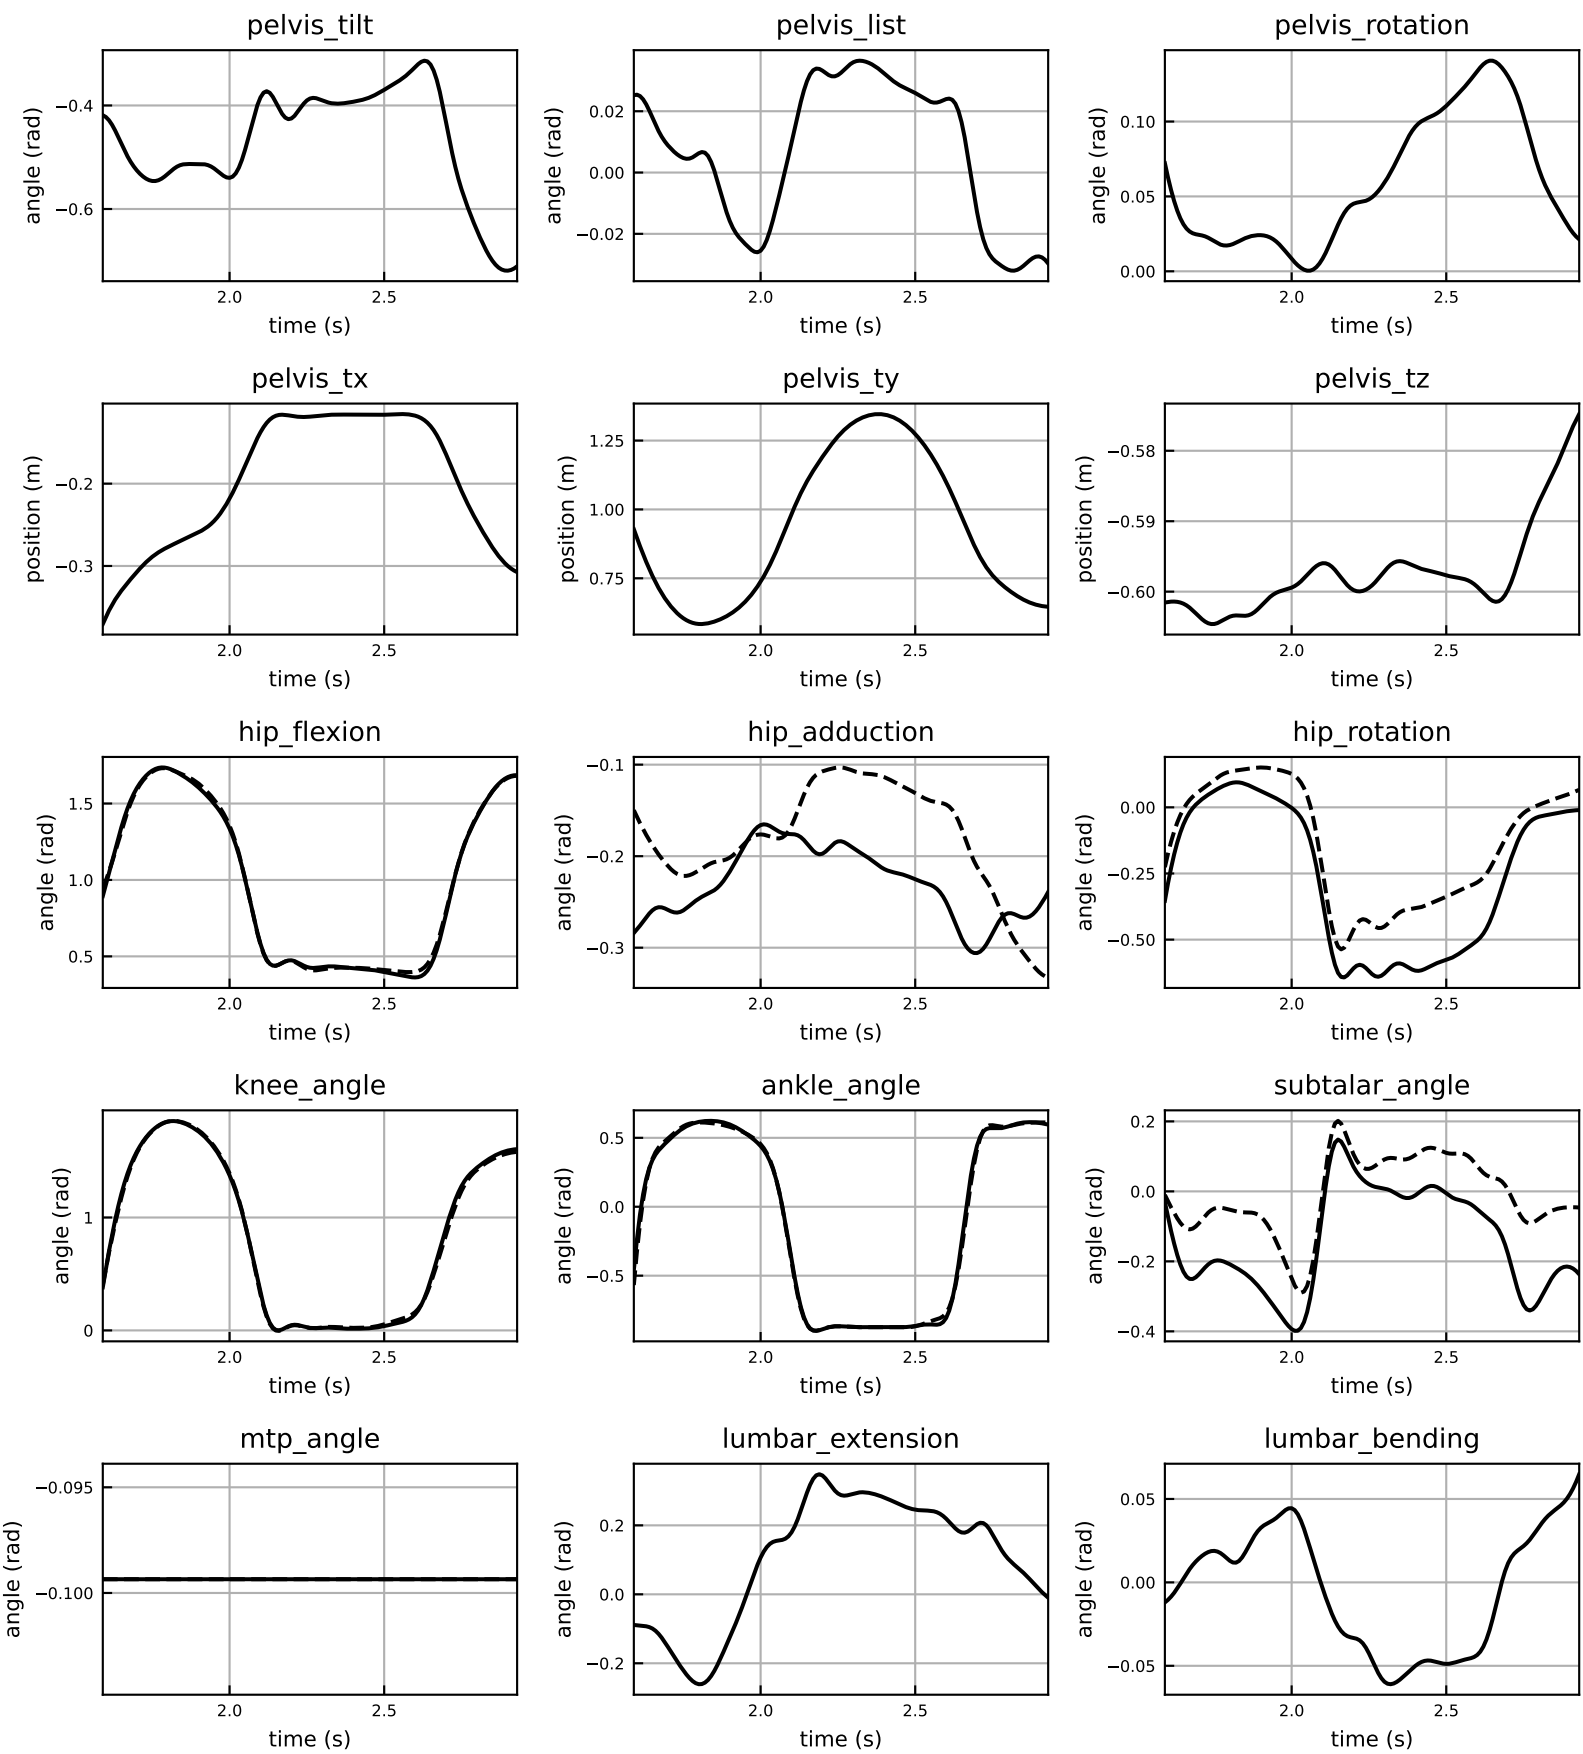 pelvis_tilt
−0.4
−0.6
angle (rad)
2.0 2.5
time (s)
pelvis_list
0.02
0.00
−0.02
angle (rad)
2.0 2.5
time (s)
pelvis_rotation
0.10
0.05
0.00
angle (rad)
2.0 2.5
time (s)
pelvis_tx
−0.2
−0.3
position (m)
2.0 2.5
time (s)
pelvis_ty
1.25
1.00
0.75
position (m)
2.0 2.5
time (s)
pelvis_tz
−0.58
−0.59
−0.60
position (m)
2.0 2.5
time (s)
hip_flexion
1.5
1.0
0.5
angle (rad)
2.0 2.5
time (s)
hip_adduction
−0.1
−0.2
−0.3
angle (rad)
2.0 2.5
time (s)
hip_rotation
0.00
−0.25
−0.50
angle (rad)
2.0 2.5
time (s)
knee_angle
1
0
angle (rad)
2.0 2.5
time (s)
ankle_angle
0.5
0.0
−0.5
angle (rad)
2.0 2.5
time (s)
subtalar_angle
0.2
0.0
−0.2
−0.4
angle (rad)
2.0 2.5
time (s)
mtp_angle
−0.095
−0.100
angle (rad)
2.0 2.5
time (s)
lumbar_extension
0.2
0.0
−0.2
angle (rad)
2.0 2.5
time (s)
lumbar_bending
0.05
0.00
−0.05
angle (rad)
2.0 2.5
time (s)